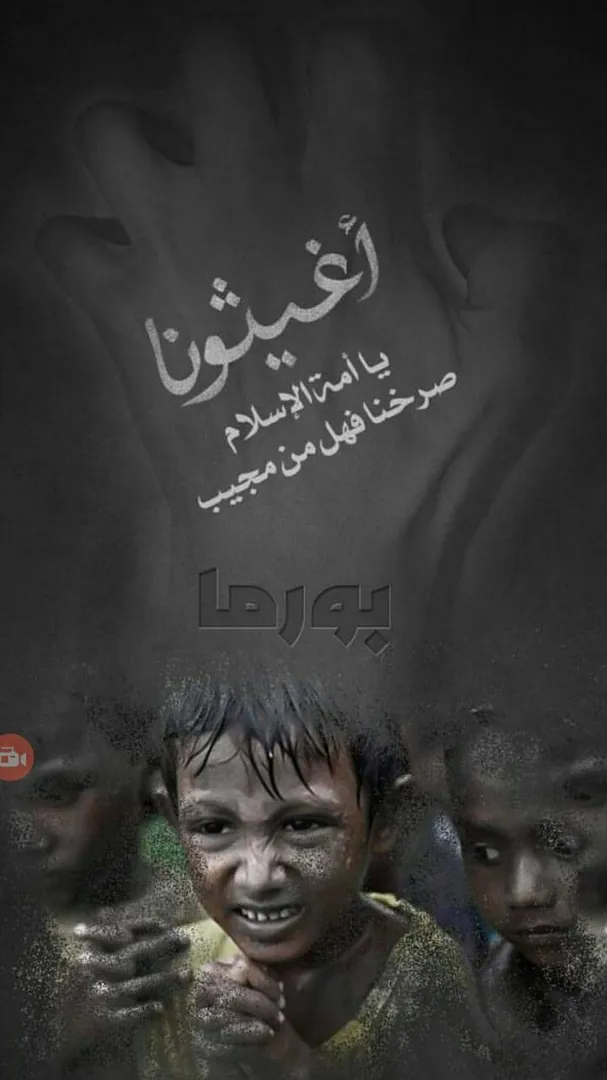 أغيثونا
يا أمة الإسلام
صرخنا فهل من مجيب
بورما